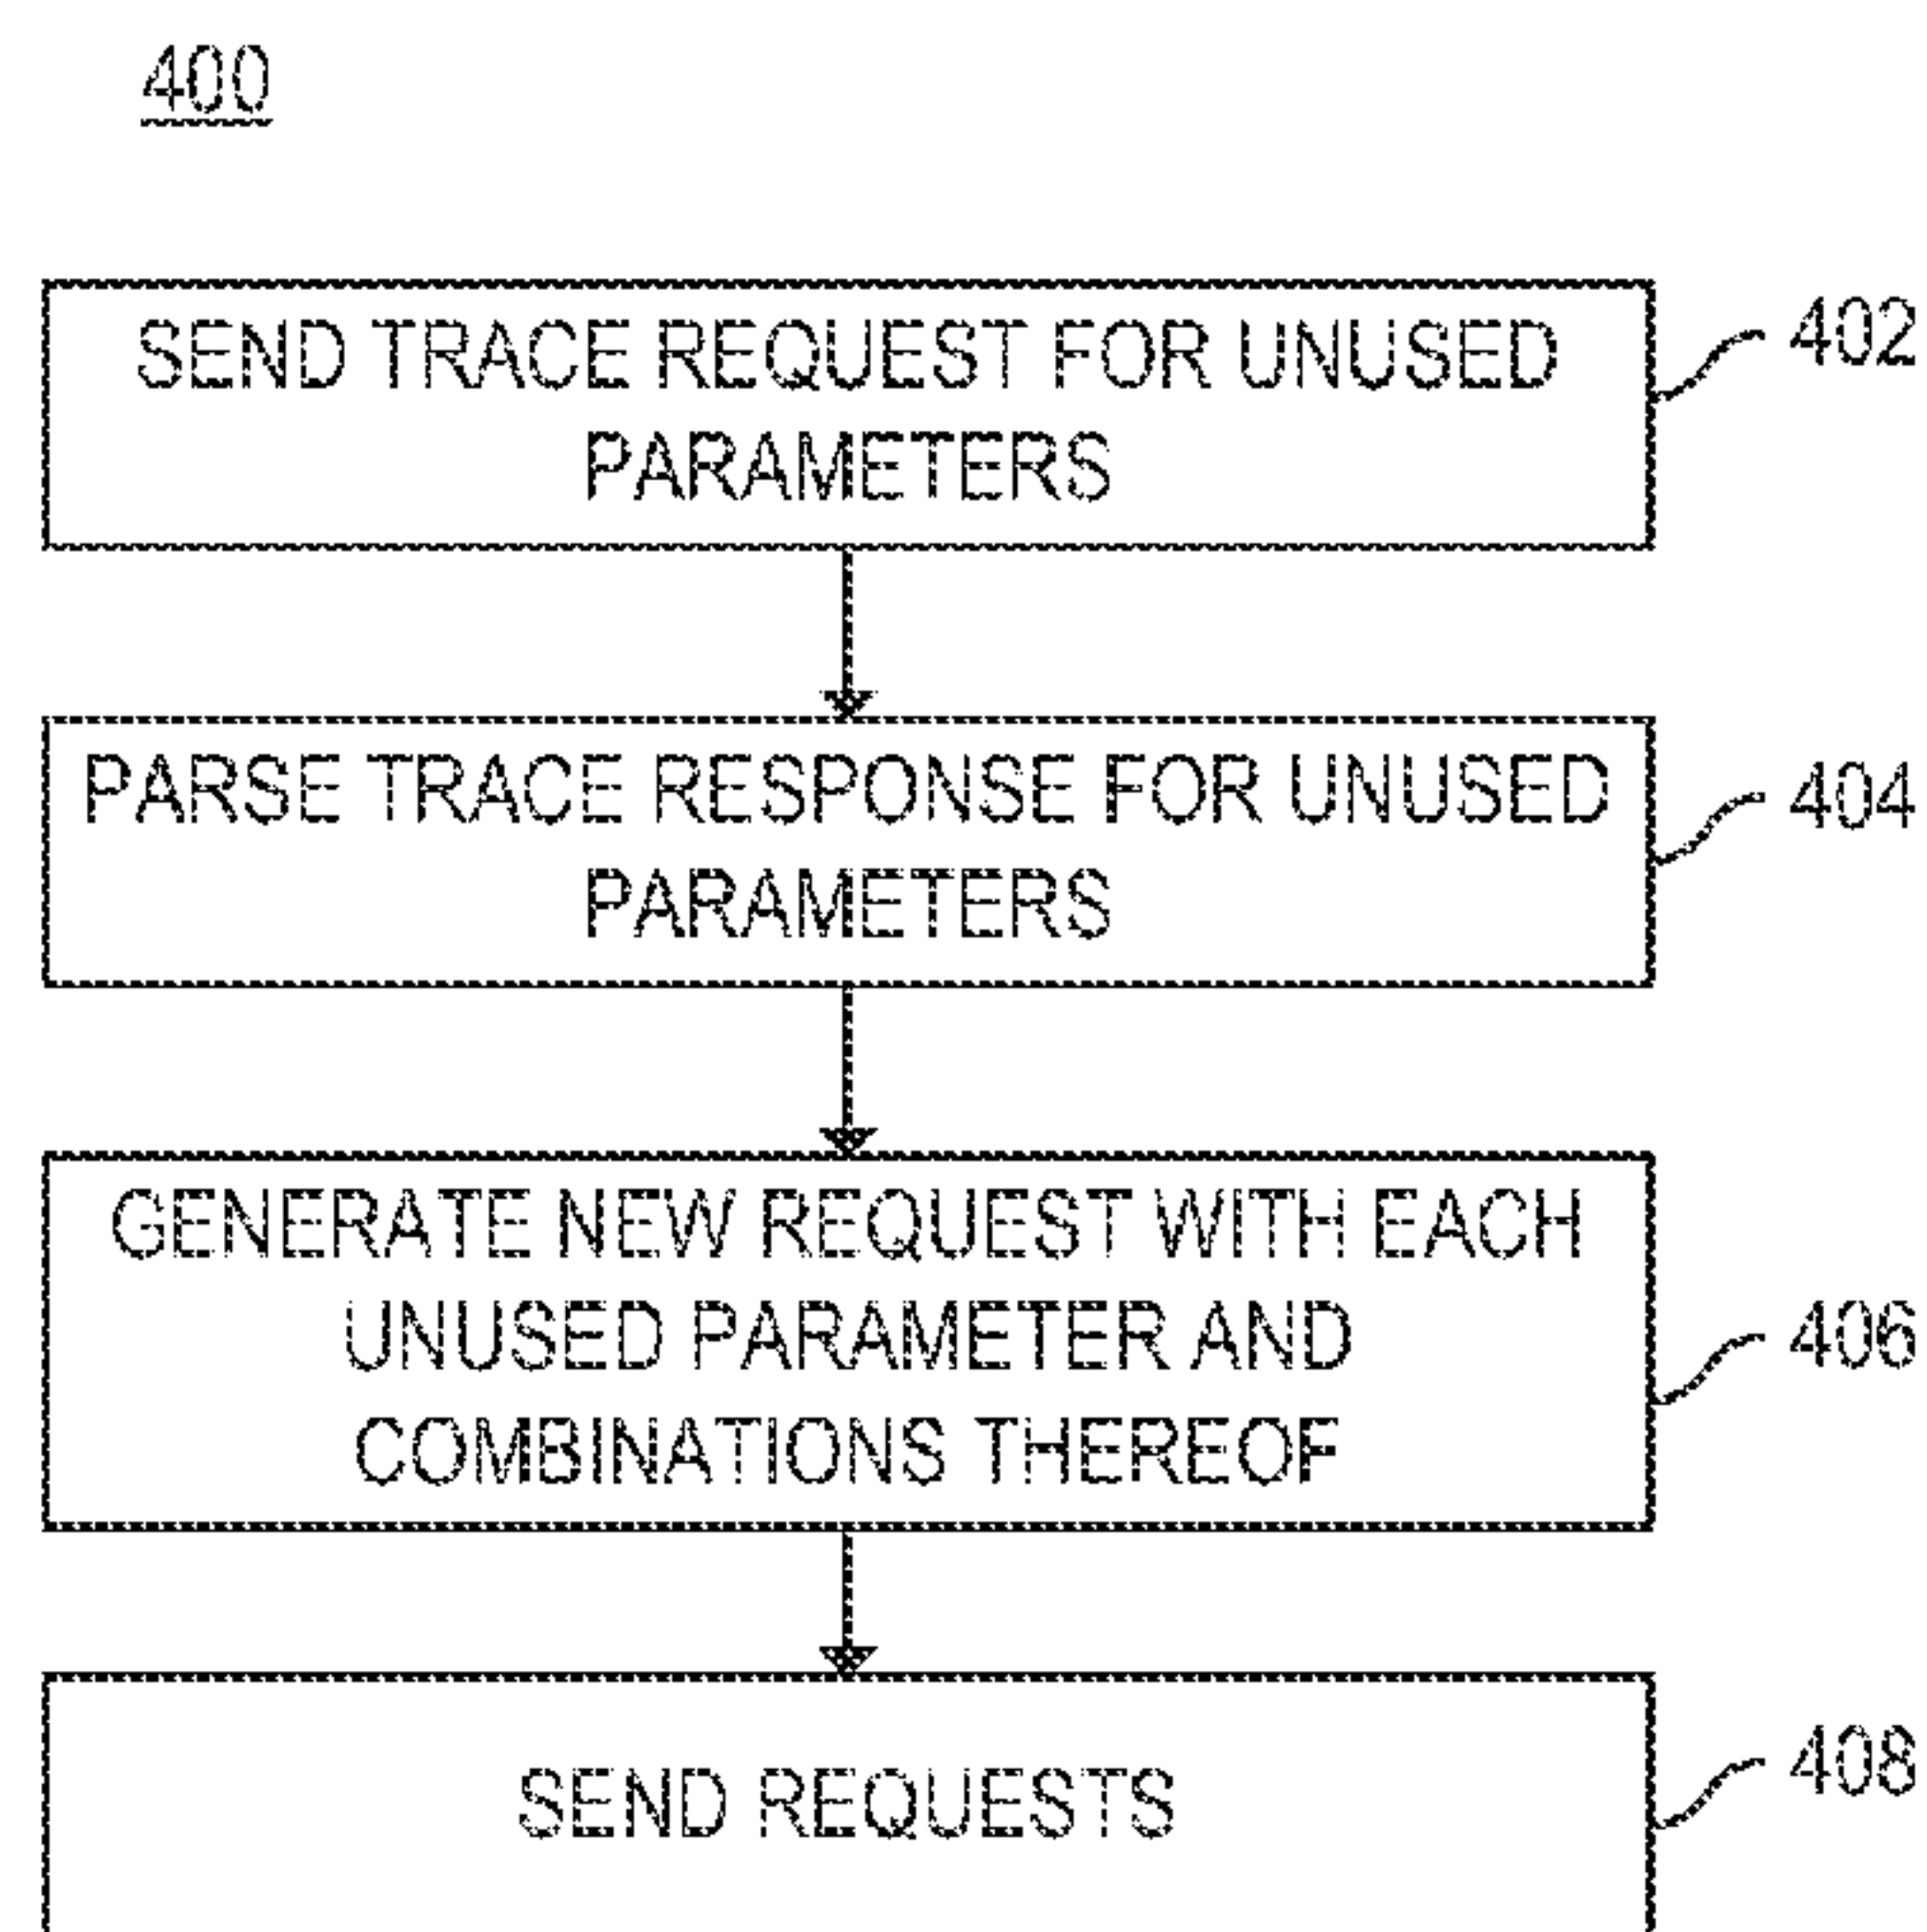 400
SEND TRACE REQUEST FOR UNUSED
PARAMETERS
402
PARSE TRACE RESPONSE FOR UNUSED
PARAMETERS
404
GENERATE NEW REQUEST WITH EACH
UNUSED PARAMETER AND
COMBINATIONS THEREOF
406
SEND REQUESTS
408